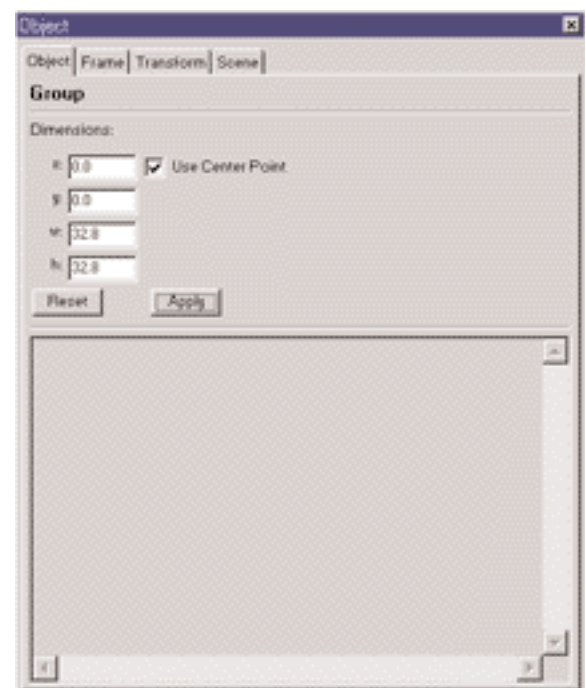 Object
Object Frame Transform Scene
Group
Dimensions:
x: 0.0 Use Center Point
y: 0.0
w: 32.8
h: 32.8
Reset Apply